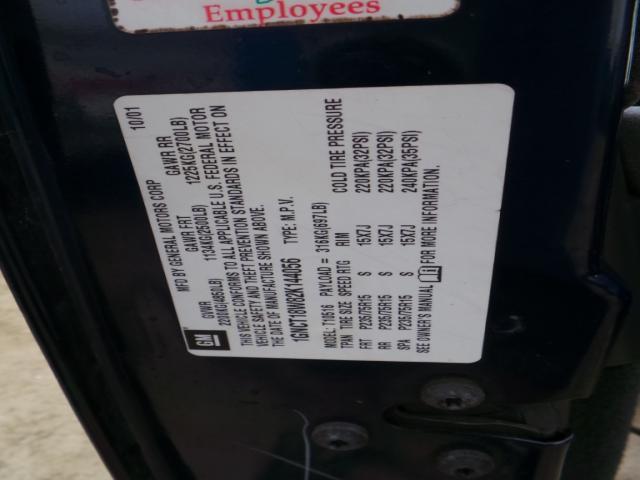 Employees
MFD BY GENERAL MOTORS CORP 10/01
GVWR GAWR FRT GAWR RR
2200KG(4850LB) 1134KG(2500LB) 1225KG(2700LB)
THIS VEHICLE CONFORMS TO ALL APPLICABLE U.S. FEDERAL MOTOR
VEHICLE SAFETY AND THEFT PREVENTION STANDARDS IN EFFECT ON
THE DATE OF MANUFACTURE SHOWN ABOVE.
1GNCT18W82K144056 TYPE: M.P.V.
MODEL: T10516 PAYLOAD = 316KG(697LB)
TPAN TIRE SIZE SPEED RTG RIM COLD TIRE PRESSURE
FRT P235/75R15 S 15X7J 220KPA(32PSI)
RR P235/75R15 S 15X7J 220KPA(32PSI)
SPA P235/75R15 S 15X7J 240KPA(35PSI)
SEE OWNER'S MANUAL FOR MORE INFORMATION.
GM